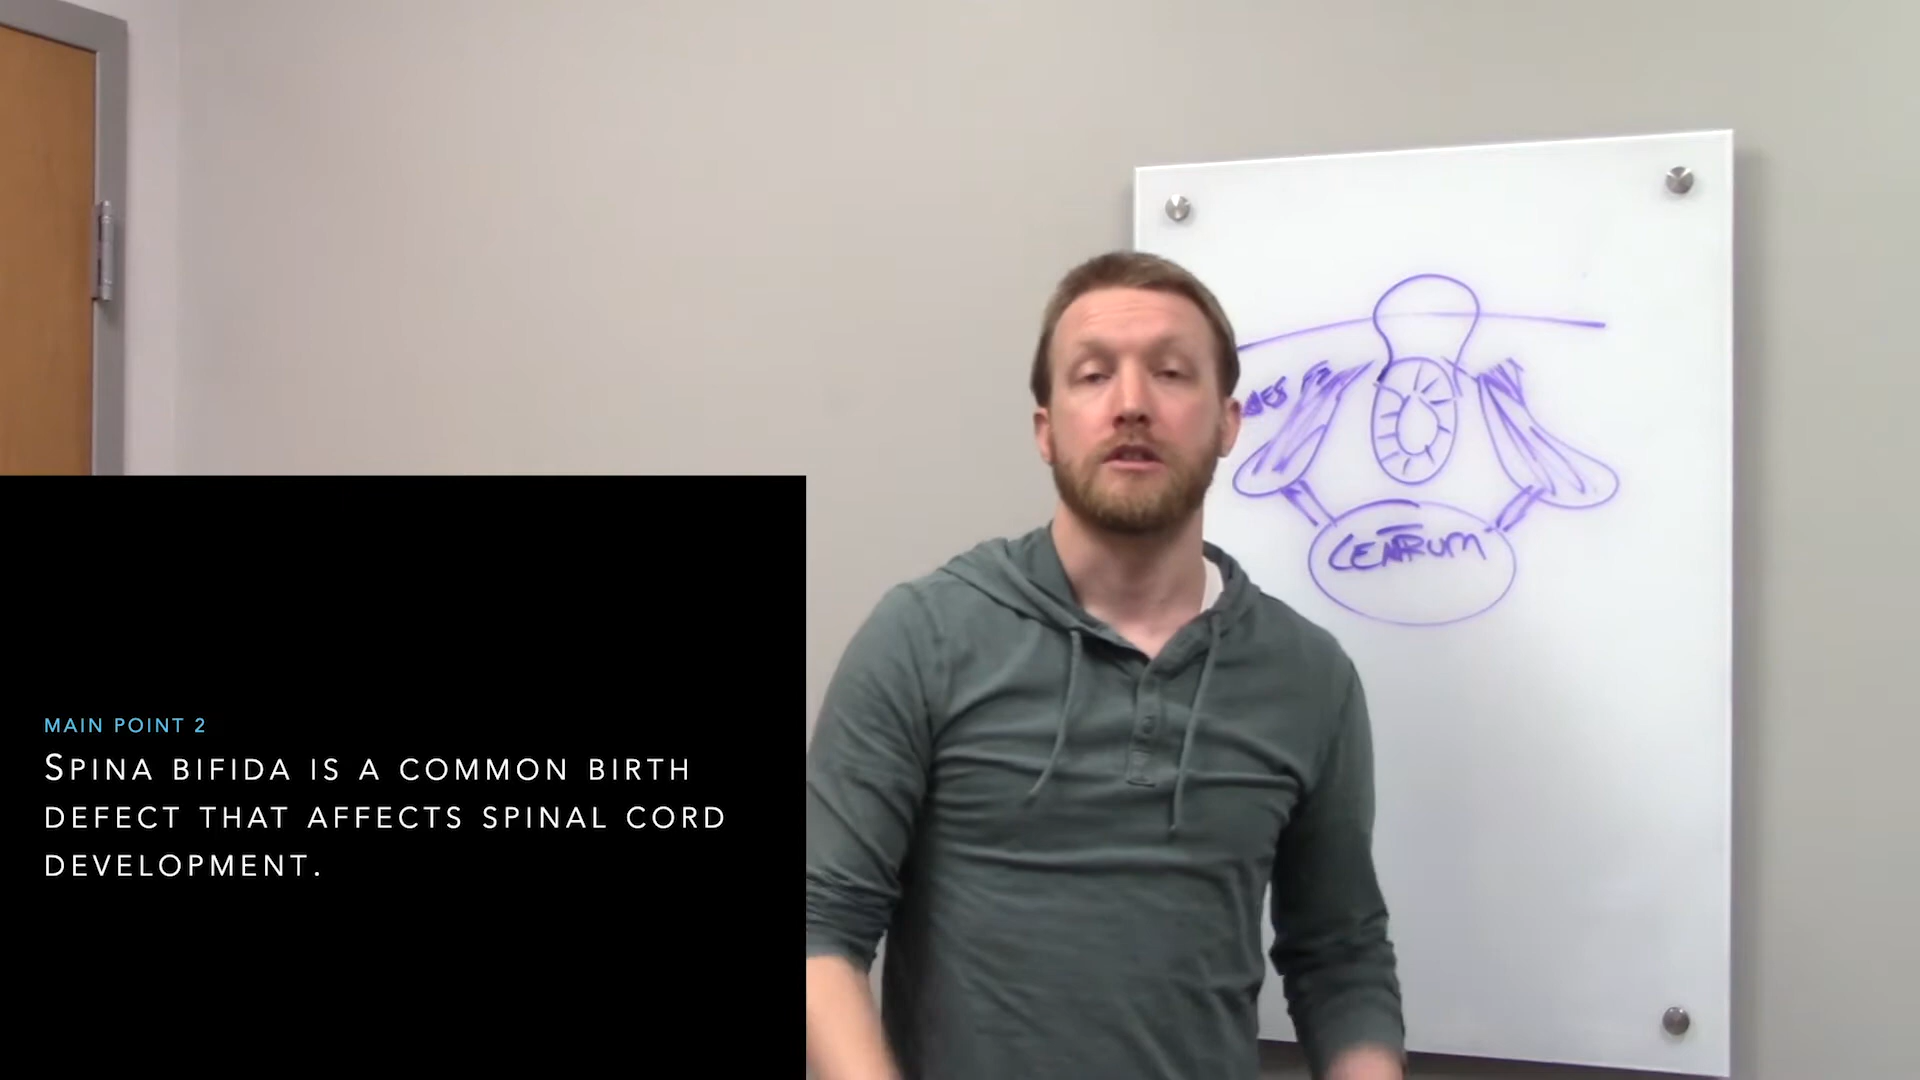 MAIN POINT 2
SPINA BIFIDA IS A COMMON BIRTH
DEFECT THAT AFFECTS SPINAL CORD
DEVELOPMENT.
CENTRUM